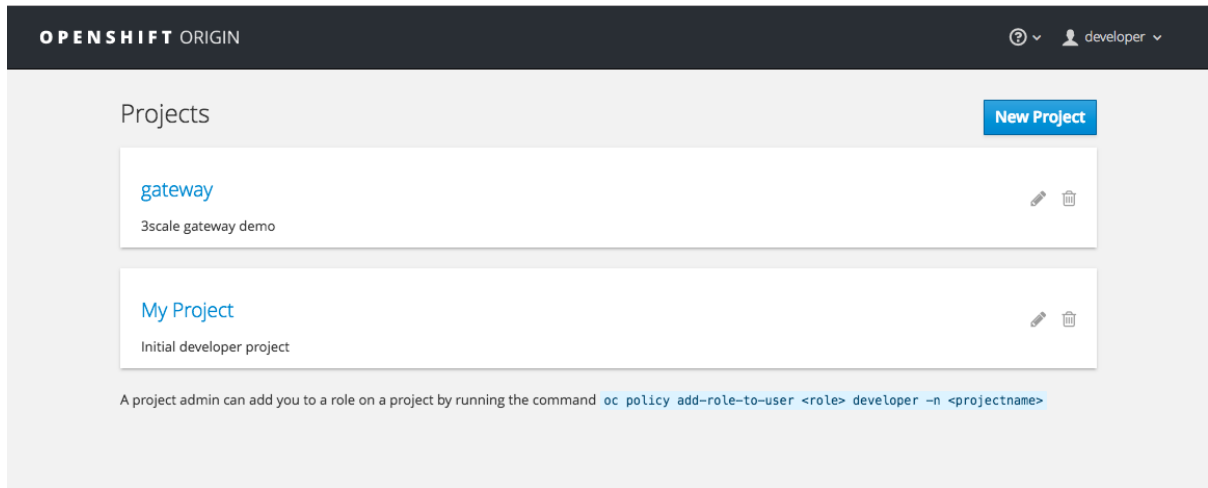 OPENSHIFT ORIGIN
developer
Projects
New Project
gateway
3scale gateway demo
My Project
Initial developer project
A project admin can add you to a role on a project by running the command oc policy add-role-to-user <role> developer -n <projectname>